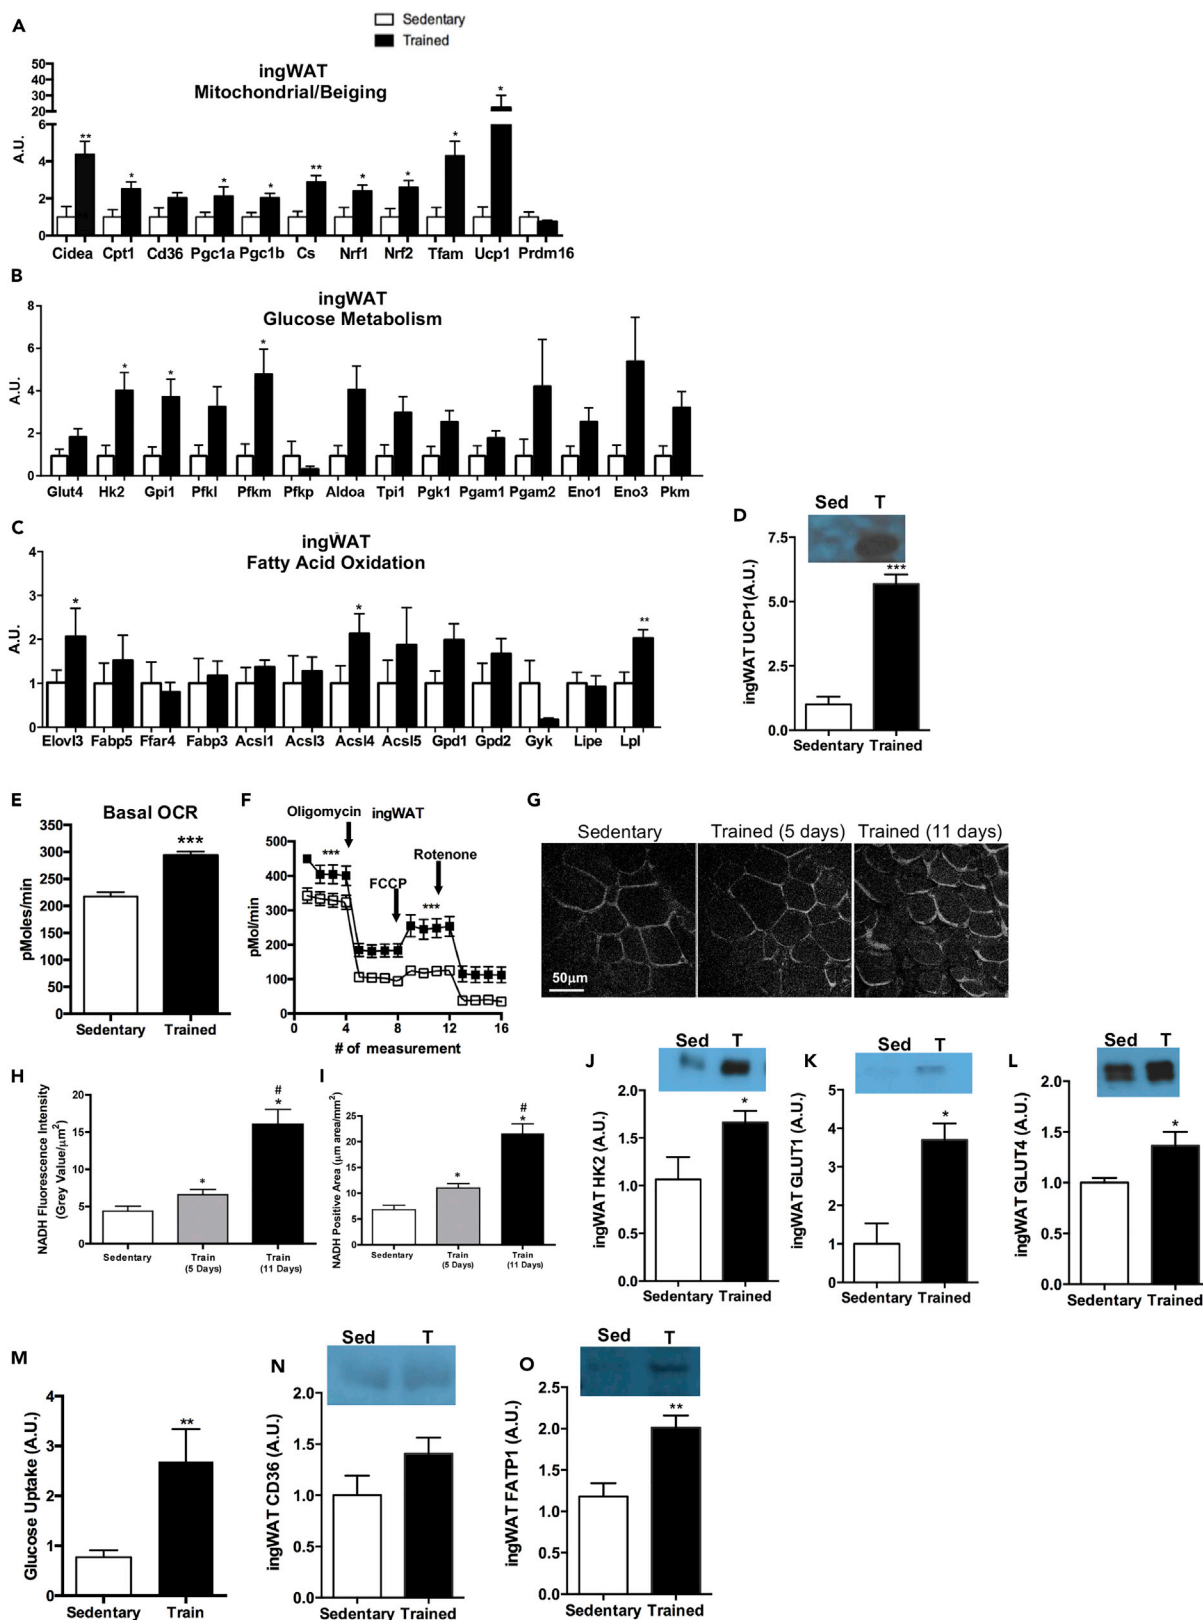 Sedentary
Trained
A
ingWAT
Mitochondrial/Beiging
50
40
30
20
6
4
2
0
A.U.
** * * * ** * * * *
Cidea Cpt1 Cd36 Pgc1a Pgc1b Cs Nrf1 Nrf2 Tfam Ucp1 Prdm16
B
ingWAT
Glucose Metabolism
8
6
4
2
0
A.U.
* * *
Glut4 Hk2 Gpi1 Pfkl Pfkm Pfkp Aldoa Tpi1 Pgk1 Pgam1 Pgam2 Eno1 Eno3 Pkm
C
ingWAT
Fatty Acid Oxidation
4
3
2
1
0
A.U.
* * **
Elovl3 Fabp5 Ffar4 Fabp3 Acsl1 Acsl3 Acsl4 Acsl5 Gpd1 Gpd2 Gyk Lipe Lpl
D
Sed T
ingWAT UCP1(A.U.)
7.5
5.0
2.5
0.0
***
Sedentary Trained
E
Basal OCR
pMoles/min
350
300
250
200
150
100
50
0
***
Sedentary Trained
F
Oligomycin ingWAT
Rotenone
FCCP
*** ***
pMol/min
500
400
300
200
100
0
0 4 8 12 16
# of measurement
G
Sedentary Trained (5 days) Trained (11 days)
50μm
H
NADH Fluorescence Intensity
(Grey Value/μm²)
20
15
10
5
0
#
* *
Sedentary Train Train
(5 Days) (11 Days)
I
NADH Positive Area (μm area/mm²)
25
20
15
10
5
0
#
* *
Sedentary Train Train
(5 Days) (11 Days)
J
Sed T
ingWAT HK2 (A.U.)
2.0
1.5
1.0
0.5
0.0
*
Sedentary Trained
K
Sed T
ingWAT GLUT1 (A.U.)
5
4
3
2
1
0
*
Sedentary Trained
L
Sed T
ingWAT GLUT4 (A.U.)
2.0
1.5
1.0
0.5
0.0
*
Sedentary Trained
M
Glucose Uptake (A.U.)
4
3
2
1
0
**
Sedentary Train
N
Sed T
ingWAT CD36 (A.U.)
2.0
1.5
1.0
0.5
0.0
Sedentary Trained
O
Sed T
ingWAT FATP1 (A.U.)
2.5
2.0
1.5
1.0
0.5
0.0
**
Sedentary Trained